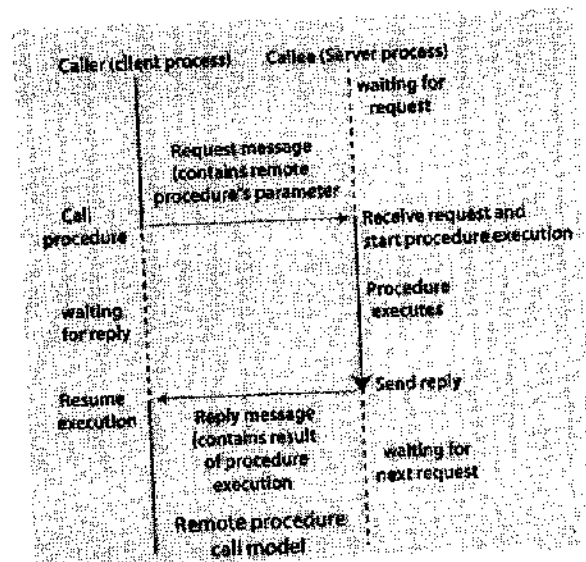 Caller (client process)
Callee (Server process)
waiting for
request
Request message
(contains remote
procedure's parameter
Call
procedure
Receive request and
start procedure execution
Procedure
executes
waiting
for reply
Send reply
Resume
execution
Reply message
(contains result
of procedure
execution
waiting for
next request
Remote procedure
call model